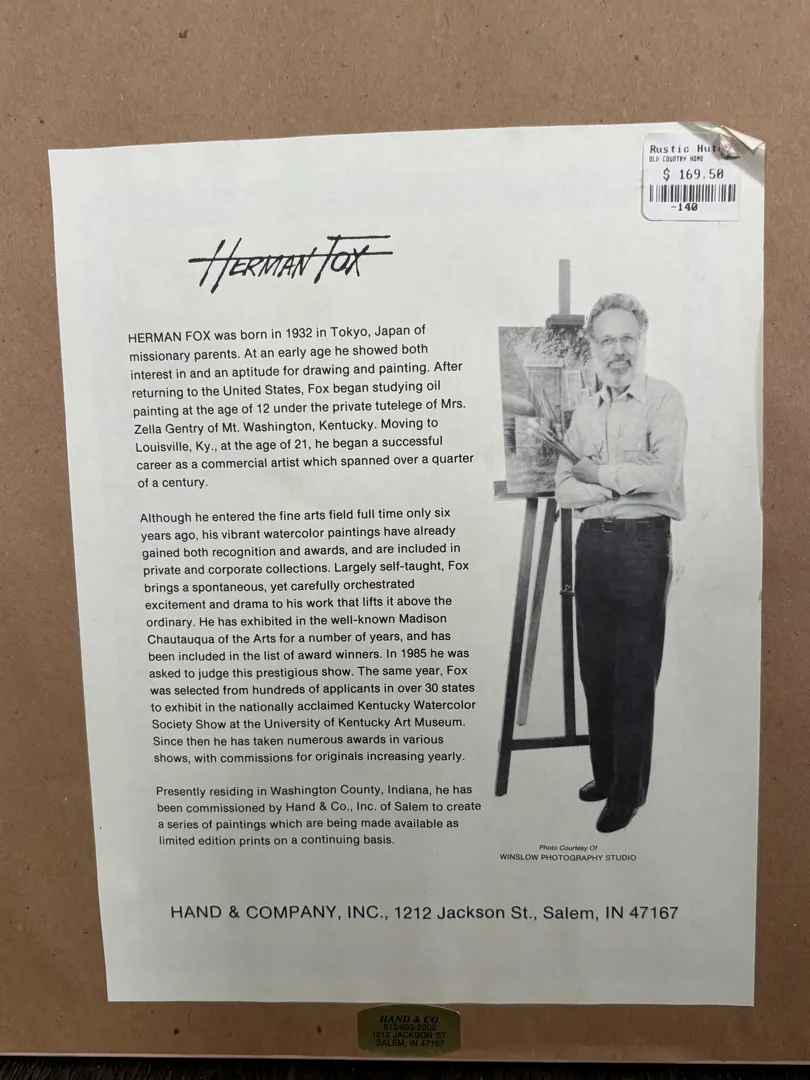 Rustic Hut
OLD COUNTRY HOME
$ 169.50
-140
HERMAN FOX
HERMAN FOX was born in 1932 in Tokyo, Japan of
missionary parents. At an early age he showed both
interest in and an aptitude for drawing and painting. After
returning to the United States, Fox began studying oil
painting at the age of 12 under the private tutelege of Mrs.
Zella Gentry of Mt. Washington, Kentucky. Moving to
Louisville, Ky., at the age of 21, he began a successful
career as a commercial artist which spanned over a quarter
of a century.
Although he entered the fine arts field full time only six
years ago, his vibrant watercolor paintings have already
gained both recognition and awards, and are included in
private and corporate collections. Largely self-taught, Fox
brings a spontaneous, yet carefully orchestrated
excitement and drama to his work that lifts it above the
ordinary. He has exhibited in the well-known Madison
Chautauqua of the Arts for a number of years, and has
been included in the list of award winners. In 1985 he was
asked to judge this prestigious show. The same year, Fox
was selected from hundreds of applicants in over 30 states
to exhibit in the nationally acclaimed Kentucky Watercolor
Society Show at the University of Kentucky Art Museum.
Since then he has taken numerous awards in various
shows, with commissions for originals increasing yearly.
Presently residing in Washington County, Indiana, he has
been commissioned by Hand & Co., Inc. of Salem to create
a series of paintings which are being made available as
limited edition prints on a continuing basis.
Photo Courtesy Of
WINSLOW PHOTOGRAPHY STUDIO
HAND & COMPANY, INC., 1212 Jackson St., Salem, IN 47167
HAND & CO
812/883-2200
1212 JACKSON ST.
SALEM, IN 47167